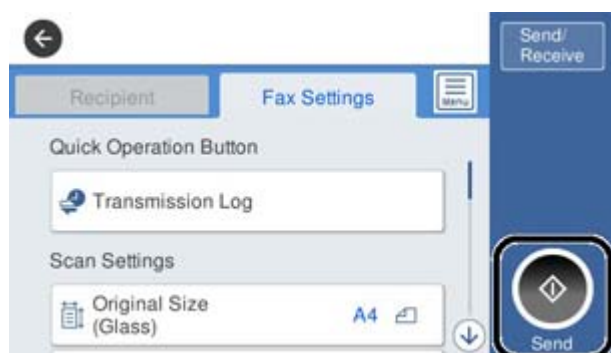 Send/
Receive
Recipient
Fax Settings
Menu
Quick Operation Button
Transmission Log
Scan Settings
Original Size
(Glass)
A4
Send